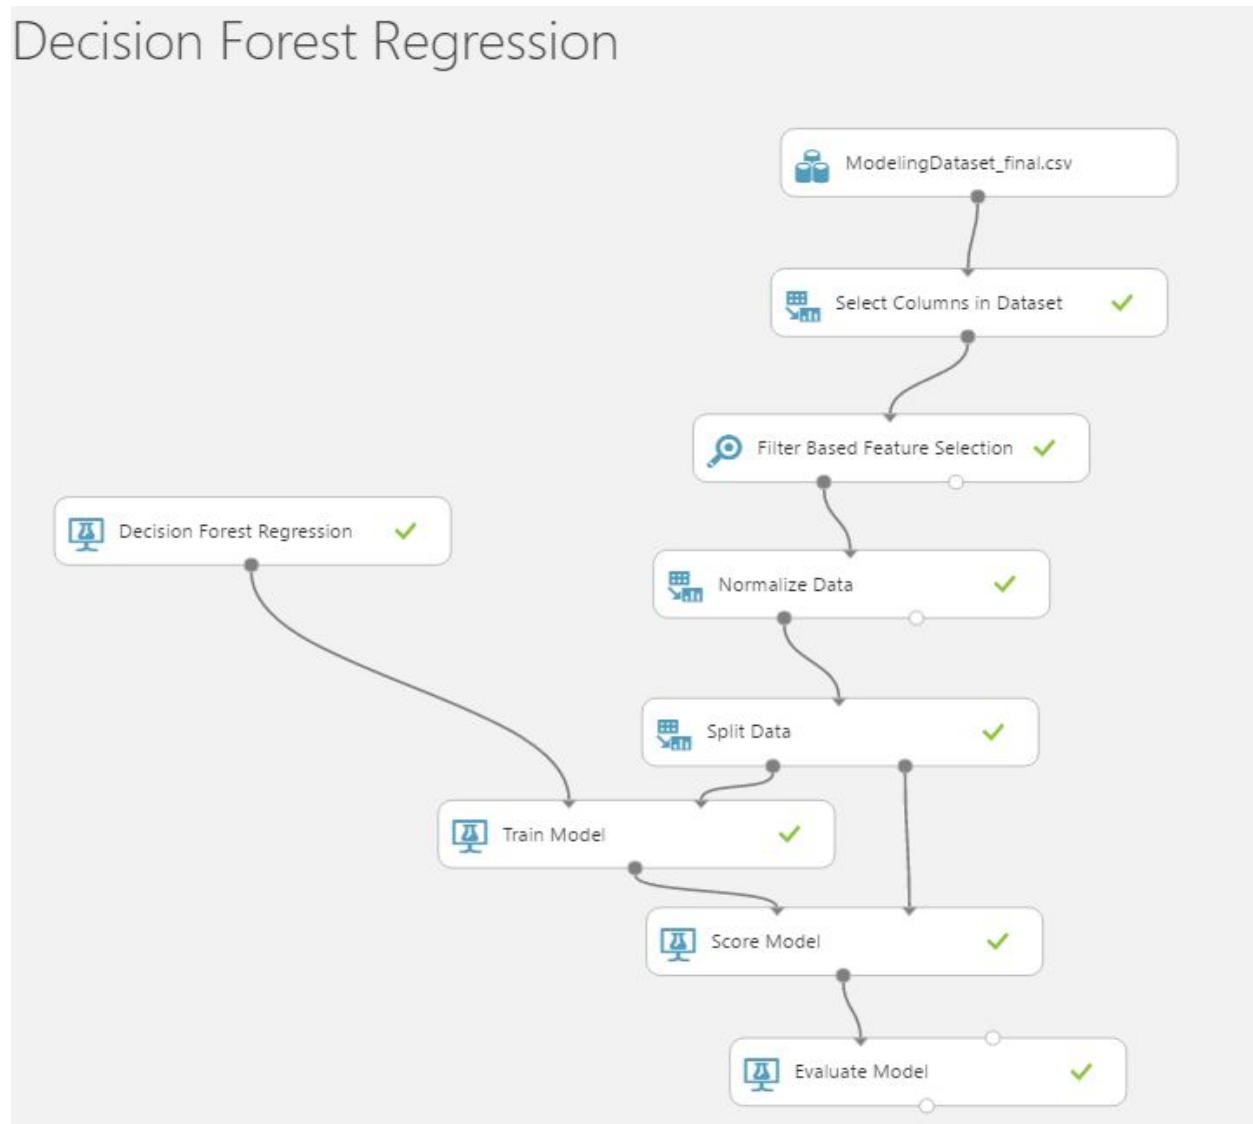 Decision Forest Regression
ModelingDataset_final.csv
Select Columns in Dataset
Filter Based Feature Selection
Decision Forest Regression
Normalize Data
Split Data
Train Model
Score Model
Evaluate Model